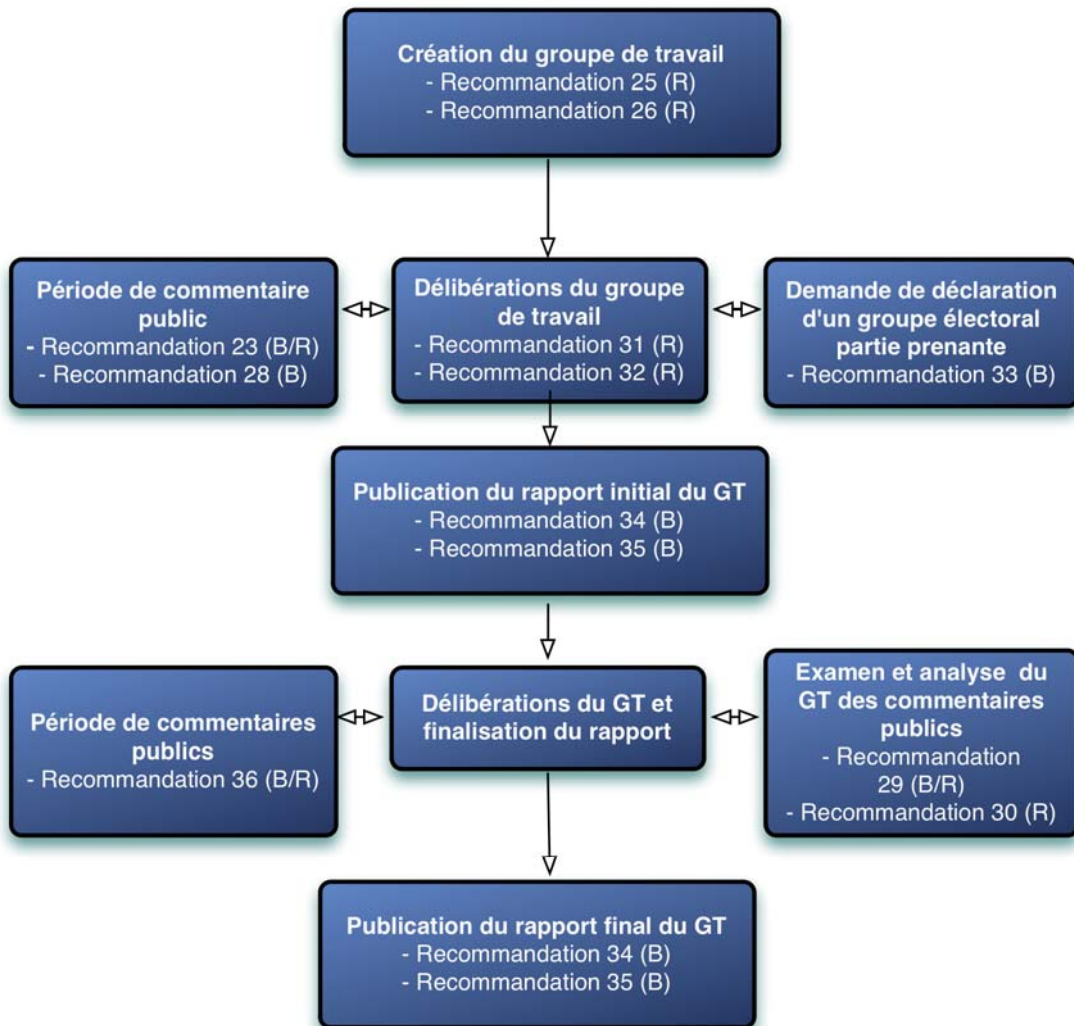 Création du groupe de travail
- Recommandation 25 (R)
- Recommandation 26 (R)
Période de commentaire
public
- Recommandation 23 (B/R)
- Recommandation 28 (B)
Délibérations du groupe
de travail
- Recommandation 31 (R)
- Recommandation 32 (R)
Demande de déclaration
d'un groupe électoral
partie prenante
- Recommandation 33 (B)
Publication du rapport initial du GT
- Recommandation 34 (B)
- Recommandation 35 (B)
Période de commentaires
publics
- Recommandation 36 (B/R)
Délibérations du GT et
finalisation du rapport
Examen et analyse du
GT des commentaires
publics
- Recommandation
29 (B/R)
- Recommandation 30 (R)
Publication du rapport final du GT
- Recommandation 34 (B)
- Recommandation 35 (B)